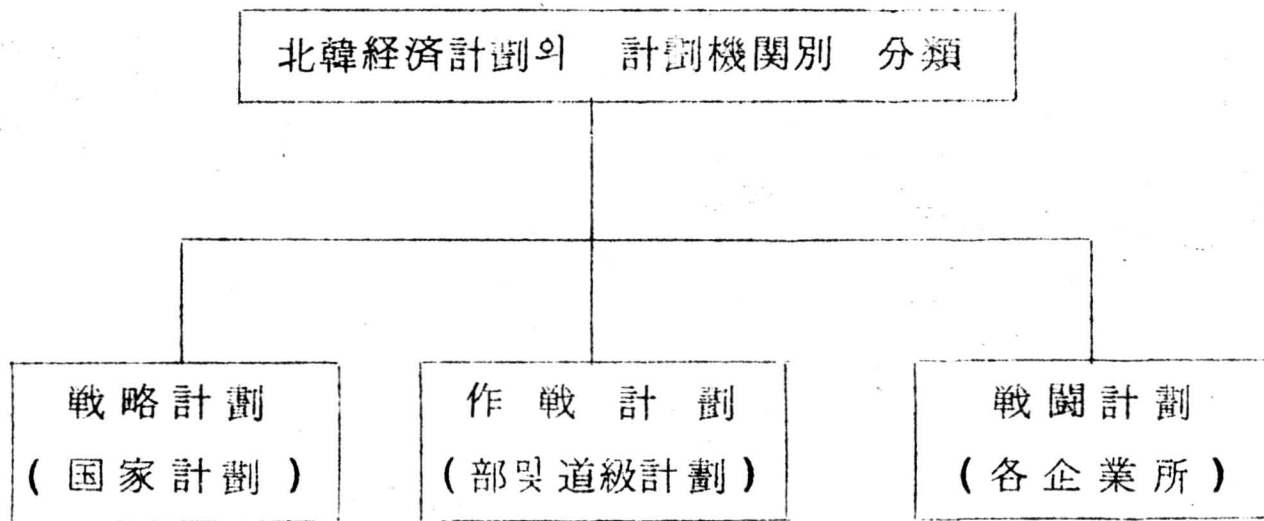 北韓経済計劃의 計劃機関別 分類
戦略計劃
(国家計劃)
作戦計劃
(部및道級計劃)
戦闘計劃
(各企業所)